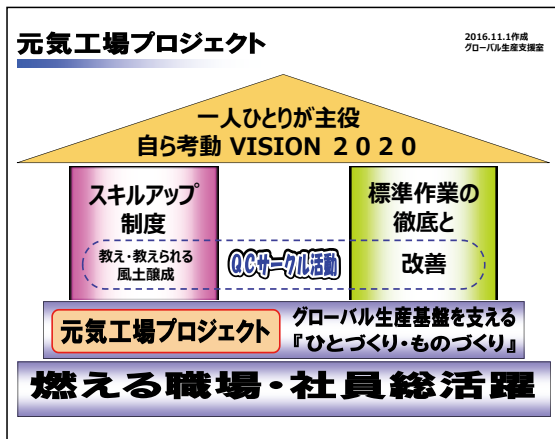 元気工場プロジェクト
2016.11.1作成
グローバル生産支援室
一人ひとりが主役
自ら考動 VISION ２０２０
スキルアップ
制度
教え・教えられる
風土醸成
QCサークル活動
標準作業の
徹底と
改善
元気工場プロジェクト
グローバル生産基盤を支える
『ひとづくり・ものづくり』
燃える職場・社員総活躍